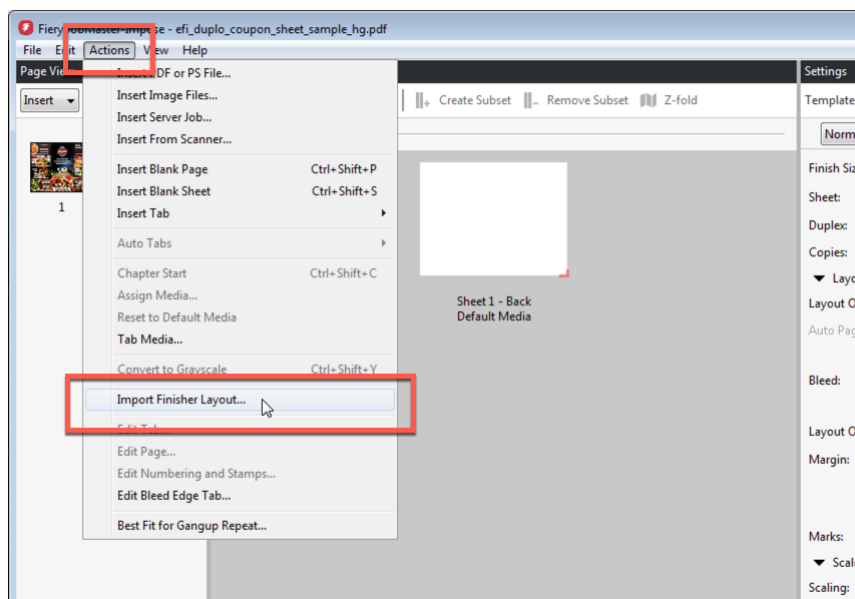 Fiery JobMaster-Impose - efi_duplo_coupon_sheet_sample_hg.pdf
File Edit Actions View Help
Page View
Settings
Insert
Create Subset
Remove Subset
Z-fold
Template
Norm
Insert PDF or PS File...
Insert Image Files...
Insert Server Job...
Insert From Scanner...
Insert Blank Page Ctrl+Shift+P
Insert Blank Sheet Ctrl+Shift+S
Insert Tab
Auto Tabs
Chapter Start Ctrl+Shift+C
Assign Media...
Reset to Default Media
Tab Media...
Convert to Grayscale Ctrl+Shift+Y
Import Finisher Layout...
Edit Tab...
Edit Page...
Edit Numbering and Stamps...
Edit Bleed Edge Tab...
Best Fit for Gangup Repeat...
1
Sheet 1 - Back
Default Media
Finish Siz
Sheet:
Duplex:
Copies:
Layo
Layout O
Auto Pag
Bleed:
Layout O
Margin:
Marks:
Scale
Scaling: